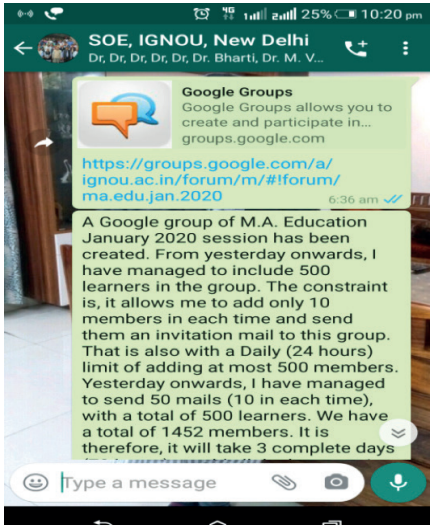 4G 1 2 25% 10:20 pm
SOE, IGNOU, New Delhi
Dr, Dr, Dr, Dr, Dr, Dr. Bharti, Dr. M. V...
Google Groups
Google Groups allows you to
create and participate in...
groups.google.com
https://groups.google.com/a/
ignou.ac.in/forum/m/#!forum/
ma.edu.jan.2020
6:36 am
A Google group of M.A. Education
January 2020 session has been
created. From yesterday onwards, I
have managed to include 500
learners in the group. The constraint
is, it allows me to add only 10
members in each time and send
them an invitation mail to this group.
That is also with a Daily (24 hours)
limit of adding at most 500 members.
Yesterday onwards, I have managed
to send 50 mails (10 in each time),
with a total of 500 learners. We have
a total of 1452 members. It is
therefore, it will take 3 complete days
Type a message